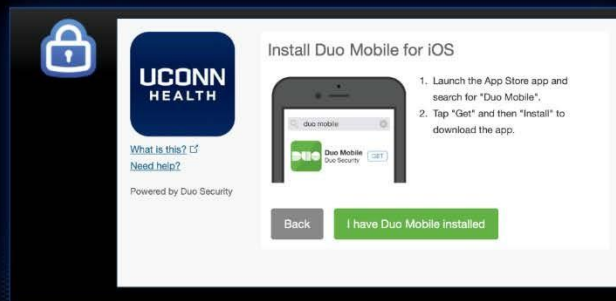 UCONN
HEALTH
What is this?
Need help?
Powered by Duo Security
Install Duo Mobile for iOS
duo mobile
DUO
Duo Mobile
Duo Security
GET
1. Launch the App Store app and
search for "Duo Mobile".
2. Tap "Get" and then "Install" to
download the app.
Back
I have Duo Mobile installed